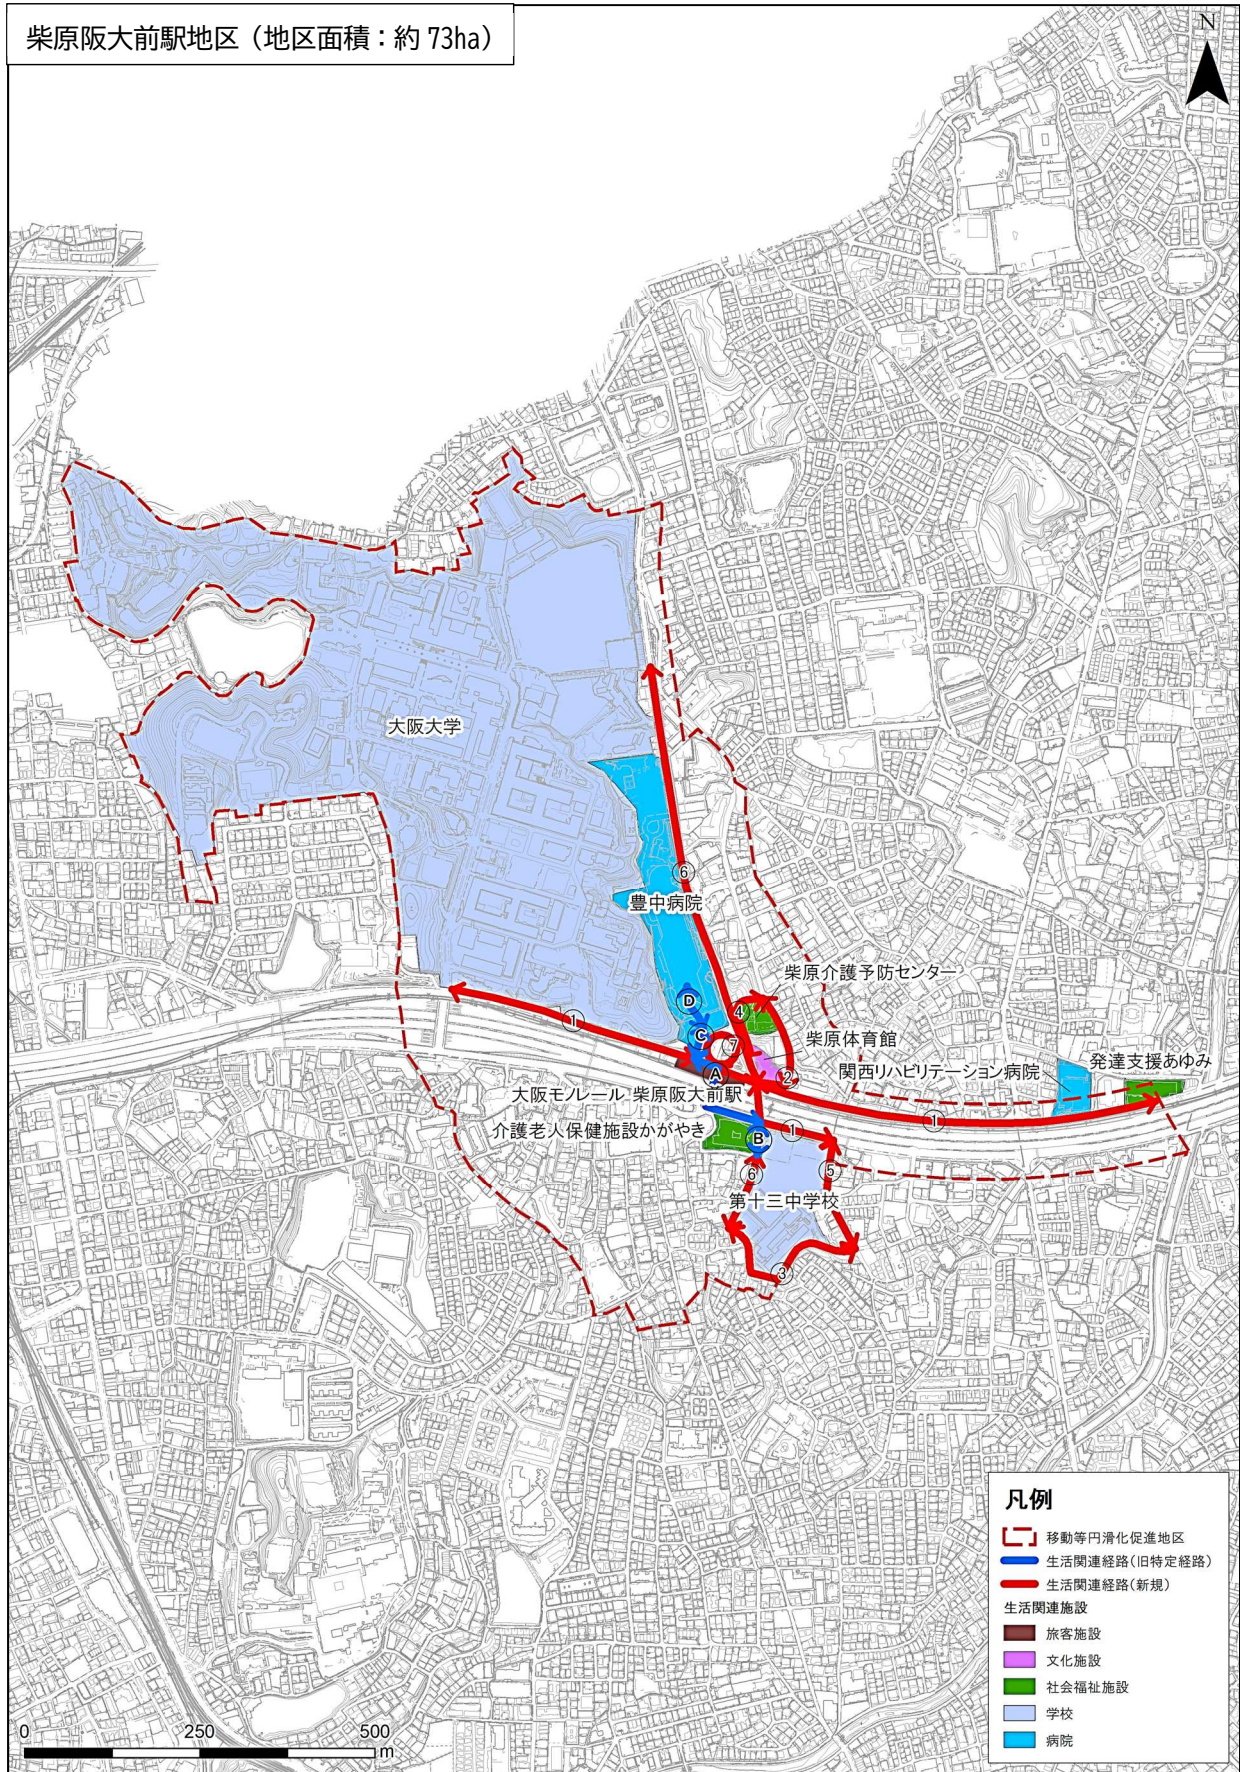 柴原阪大前駅地区（地区面積：約73ha）
N
大阪大学
⑥
豊中病院
柴原介護予防センター
D
④
①
C
⑦
柴原体育館
発達支援あゆみ
関西リハビリテーション病院
A
②
大阪モノレール 柴原阪大前駅
①
介護老人保健施設かがやき
B
①
⑥
⑤
第十三中学校
③
凡例
移動等円滑化促進地区
生活関連経路(旧特定経路)
生活関連経路(新規)
生活関連施設
旅客施設
文化施設
社会福祉施設
学校
病院
0 250 500
m